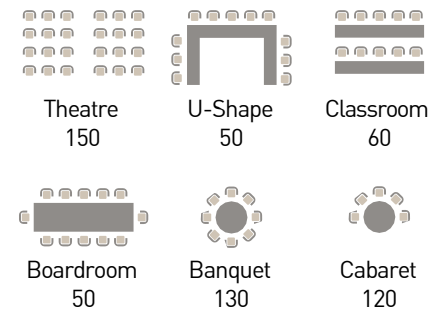 Theatre
150
U-Shape
50
Classroom
60
Boardroom
50
Banquet
130
Cabaret
120